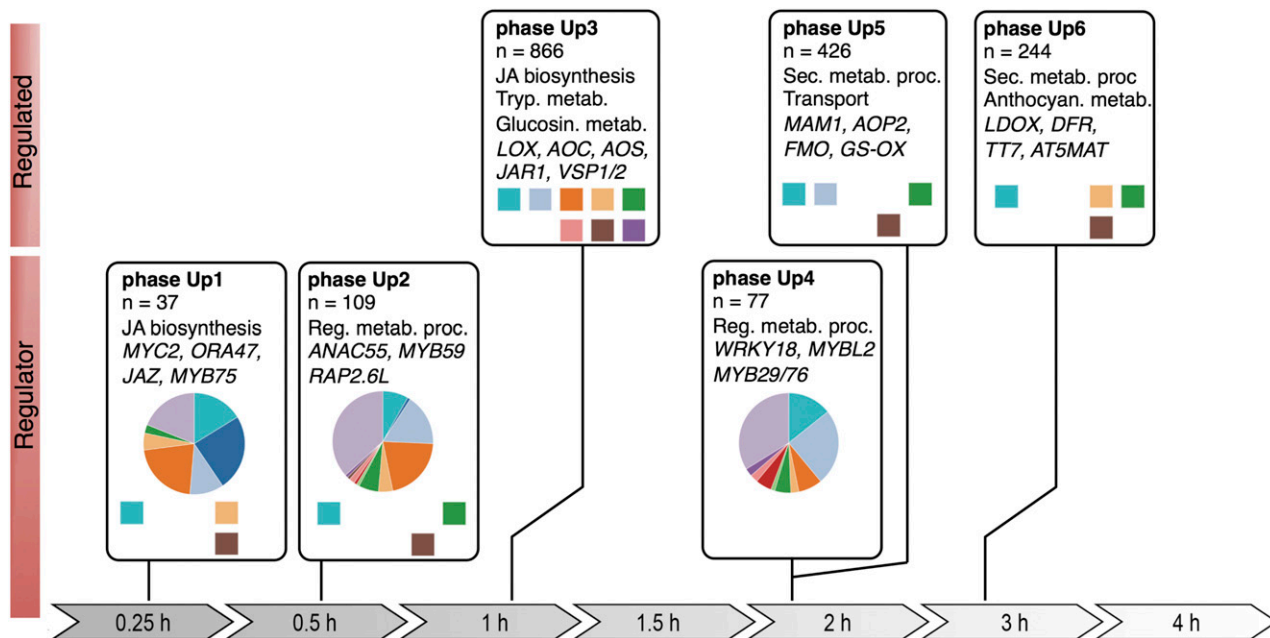 Regulated
phase Up3
n = 866
JA biosynthesis
Tryp. metab.
Glucosin. metab.
LOX, AOC, AOS,
JAR1, VSP1/2
phase Up5
n = 426
Sec. metab. proc.
Transport
MAM1, AOP2,
FMO, GS-OX
phase Up6
n = 244
Sec. metab. proc
Anthocyan. metab.
LDOX, DFR,
TT7, AT5MAT
Regulator
phase Up1
n = 37
JA biosynthesis
MYC2, ORA47,
JAZ, MYB75
phase Up2
n = 109
Reg. metab. proc.
ANAC55, MYB59
RAP2.6L
phase Up4
n = 77
Reg. metab. proc.
WRKY18, MYBL2
MYB29/76
0.25 h
0.5 h
1 h
1.5 h
2 h
3 h
4 h